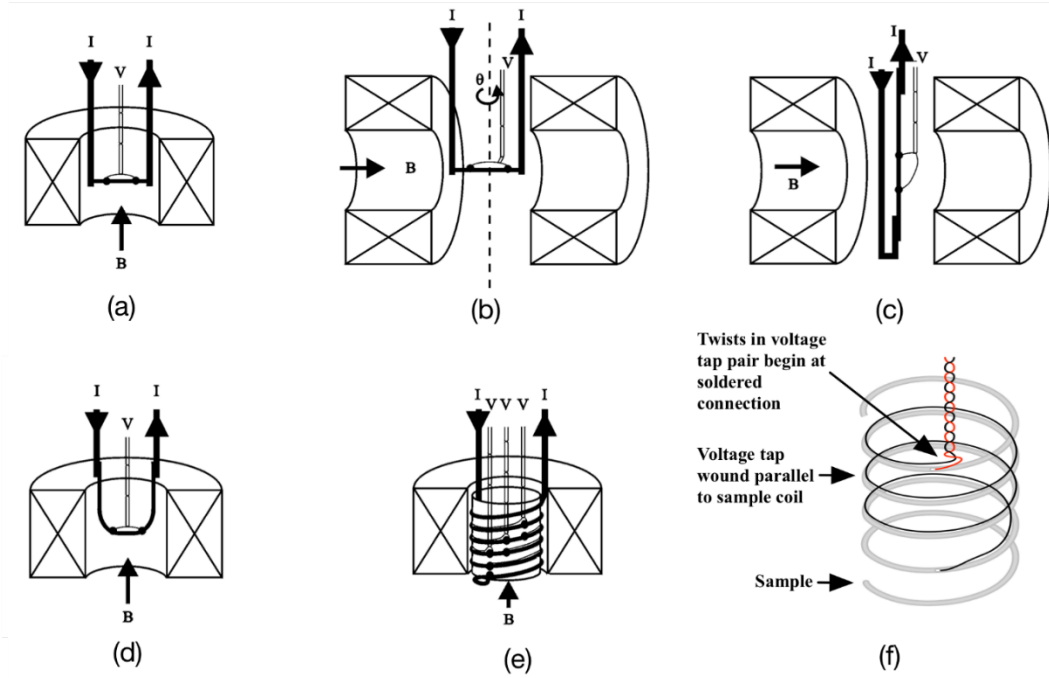 I I
V
B
(a)
I I
V
θ
B
(b)
I
I
V
B
(c)
I I
V
B
(d)
I V V V I
B
(e)
Twists in voltage
tap pair begin at
soldered
connection
Voltage tap
wound parallel
to sample coil
Sample
(f)